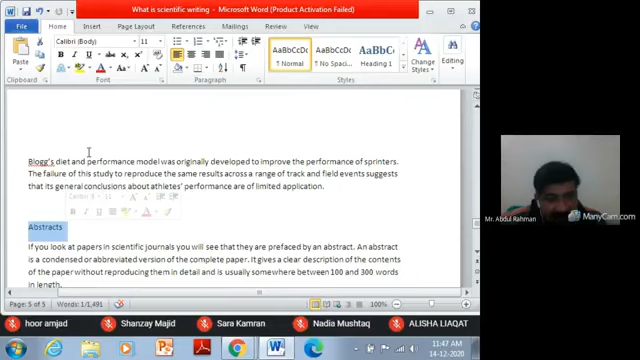 What is scientific writing - Microsoft Word (Product Activation Failed)
File Home Insert Page Layout References Mailings Review View
Calibri (Body) 11
Paste
Clipboard Font Paragraph Styles
AaBbCcDc AaBbCcDc AaBbCc
¶ Normal ¶ No Spaci... Heading 1
Change Styles
Editing
Blogg's diet and performance model was originally developed to improve the performance of sprinters.
The failure of this study to reproduce the same results across a range of track and field events suggests
that its general conclusions about athletes' performance are of limited application.
Abstracts
If you look at papers in scientific journals you will see that they are prefaced by an abstract. An abstract
is a condensed or abbreviated version of the complete paper. It gives a clear description of the contents
of the paper without reproducing them in detail and is usually somewhere between 100 and 300 words
in length.
Page: 5 of 5 Words: 1/1,491 100%
Mr. Abdul Rahman
ManyCam.com
hoor amjad Shanzay Majid Sara Kamran Nadia Mushtaq ALISHA LIAQAT
11:47 AM
14-12-2020